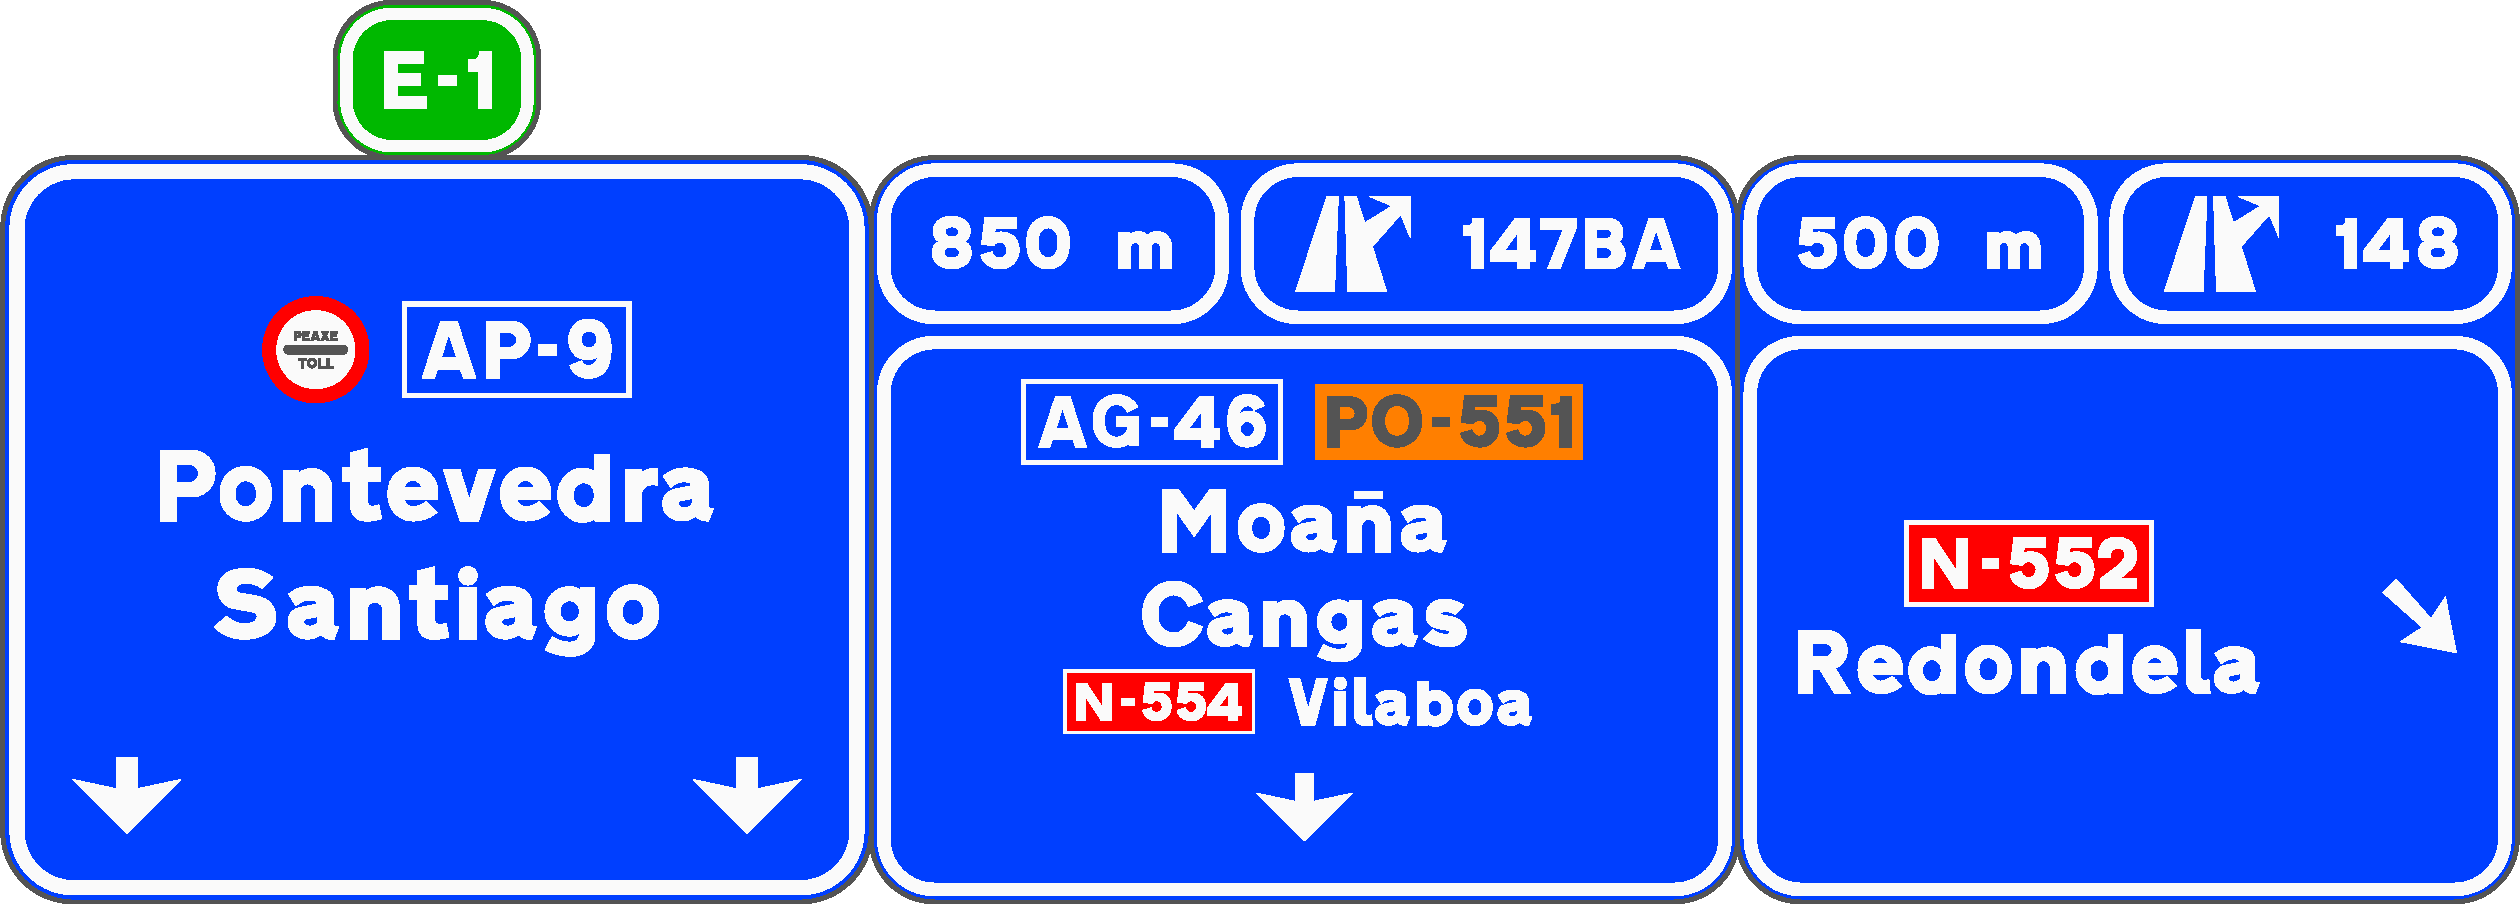 E-1
PEAXE
TOLL
AP-9
Pontevedra
Santiago
850 m
147BA
AG-46 PO-551
Moaña
Cangas
N-554 Vilaboa
500 m
148
N-552
Redondela